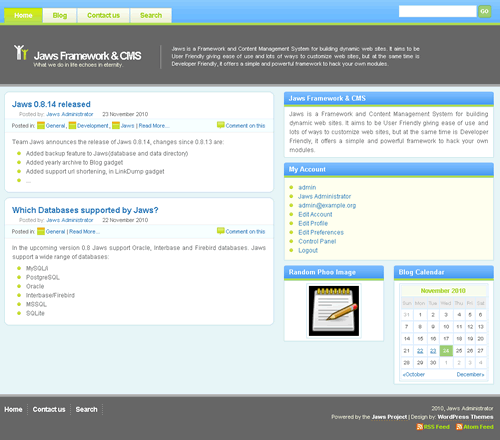 Home Blog Contact us Search
GO
Jaws Framework & CMS
What we do in life echoes in eternity.
Jaws is a Framework and Content Management System for building dynamic web sites. It aims to be
User Friendly giving ease of use and lots of ways to customize web sites, but at the same time is
Developer Friendly, it offers a simple and powerful framework to hack your own modules.
Jaws 0.8.14 released
Posted by: Jaws Administrator 23 November 2010
Posted in: General, Development, Jaws | Read More... Comment on this
Team Jaws announces the release of Jaws 0.8.14, changes since 0.8.13 are:
Added backup feature to Jaws(database and data directory)
Added yearly archive to Blog gadget
Added support url shortening, in LinkDump gadget
...
Which Databases supported by Jaws?
Posted by: Jaws Administrator 22 November 2010
Posted in: General | Read More... Comment on this
In the upcoming version 0.8 Jaws support Oracle, Interbase and Firebird databases. Jaws
support a wide range of databases:
MySQL/I
PostgreSQL
Oracle
Interbase/Firebird
MSSQL
SQLite
Jaws Framework & CMS
Jaws is a Framework and Content Management System for building
dynamic web sites. It aims to be User Friendly giving ease of use and
lots of ways to customize web sites, but at the same time is Developer
Friendly, it offers a simple and powerful framework to hack your own
modules.
My Account
admin
Jaws Administrator
admin@example.org
Edit Account
Edit Profile
Edit Preferences
Control Panel
Logout
Random Phoo Image
Blog Calendar
November 2010
Sun Mon Tue Wed Thu Fri Sat
31 1 2 3 4 5 6
7 8 9 10 11 12 13
14 15 16 17 18 19 20
21 22 23 24 25 26 27
28 29 30 1 2 3 4
«October December»
Home Contact us Search
2010, Jaws Administrator
Powered by the Jaws Project | Design by: WordPress Themes
RSS Feed Atom Feed